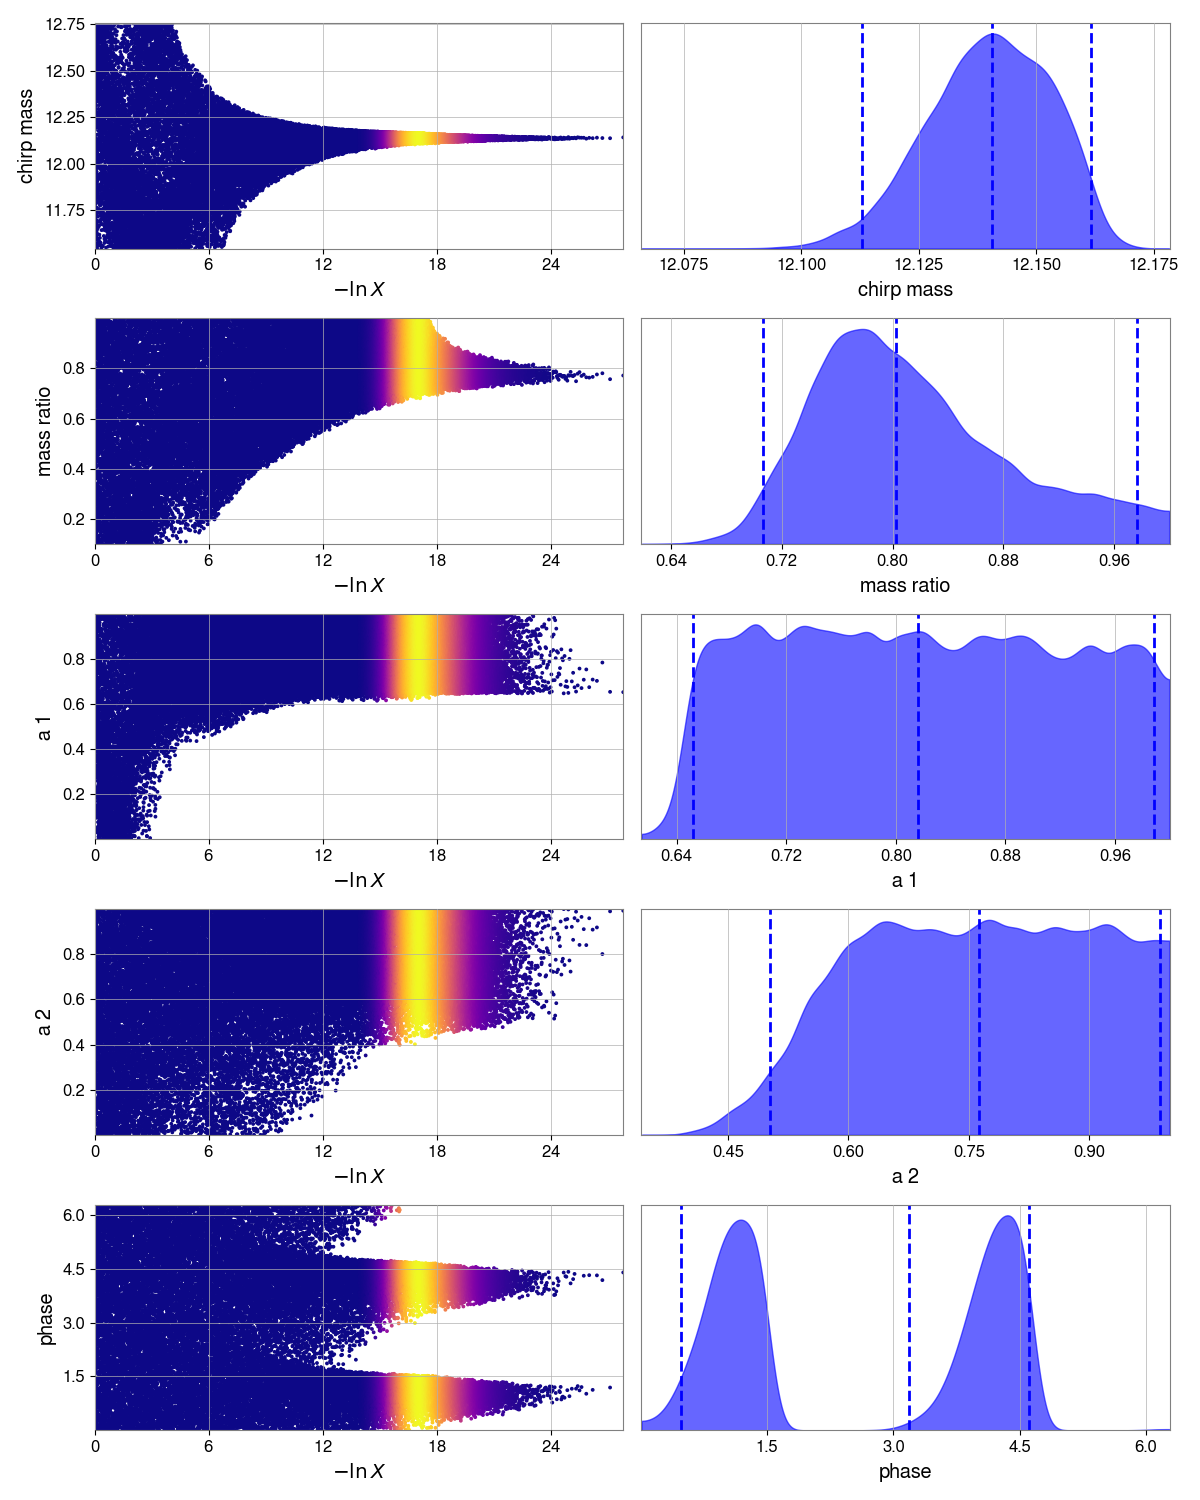 12.75
12.50
12.25
12.00
11.75
chirp mass
0 6 12 18 24
−ln X
12.075 12.100 12.125 12.150 12.175
chirp mass
0.8
0.6
0.4
0.2
mass ratio
0 6 12 18 24
−ln X
0.64 0.72 0.80 0.88 0.96
mass ratio
0.8
0.6
0.4
0.2
a 1
0 6 12 18 24
−ln X
0.64 0.72 0.80 0.88 0.96
a 1
0.8
0.6
0.4
0.2
a 2
0 6 12 18 24
−ln X
0.45 0.60 0.75 0.90
a 2
6.0
4.5
3.0
1.5
phase
0 6 12 18 24
−ln X
1.5 3.0 4.5 6.0
phase